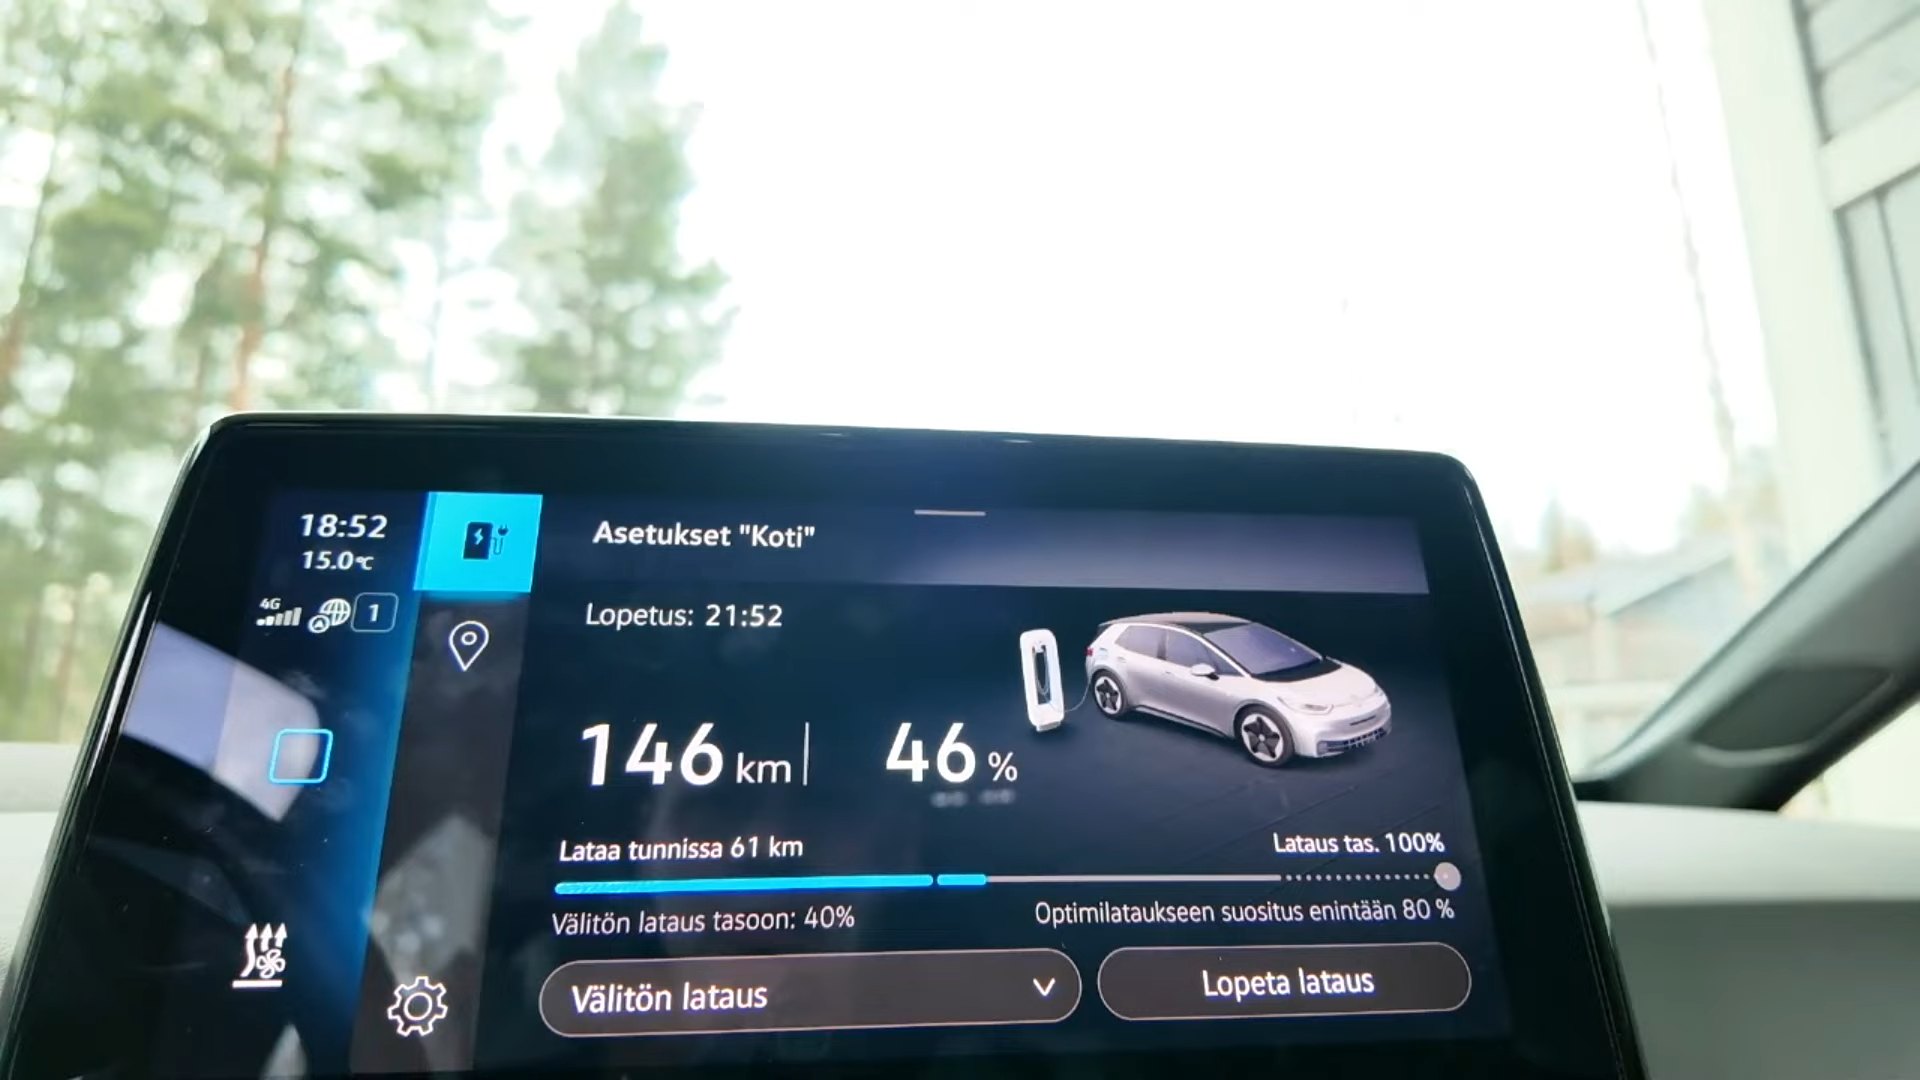 18:52
15.0℃
4G
1
Asetukset "Koti"
Lopetus: 21:52
146 km
46 %
Lataa tunnissa 61 km
Lataus tas. 100%
Välitön lataus tasoon: 40%
Optimilataukseen suositus enintään 80 %
Välitön lataus
Lopeta lataus